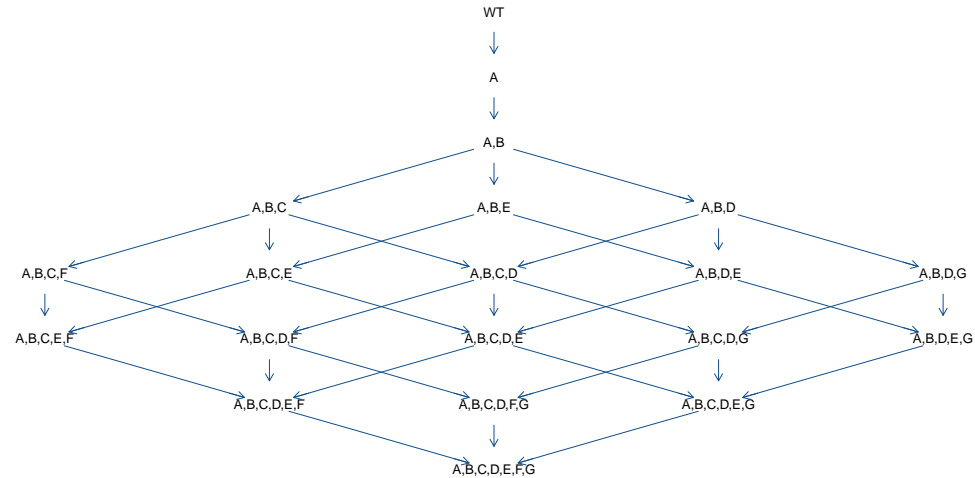 WT
A
A,B
A,B,C
A,B,E
A,B,D
A,B,C,F
A,B,C,E
A,B,C,D
A,B,D,E
A,B,D,G
A,B,C,E,F
A,B,C,D,F
A,B,C,D,E
A,B,C,D,G
A,B,D,E,G
A,B,C,D,E,F
A,B,C,D,F,G
A,B,C,D,E,G
A,B,C,D,E,F,G